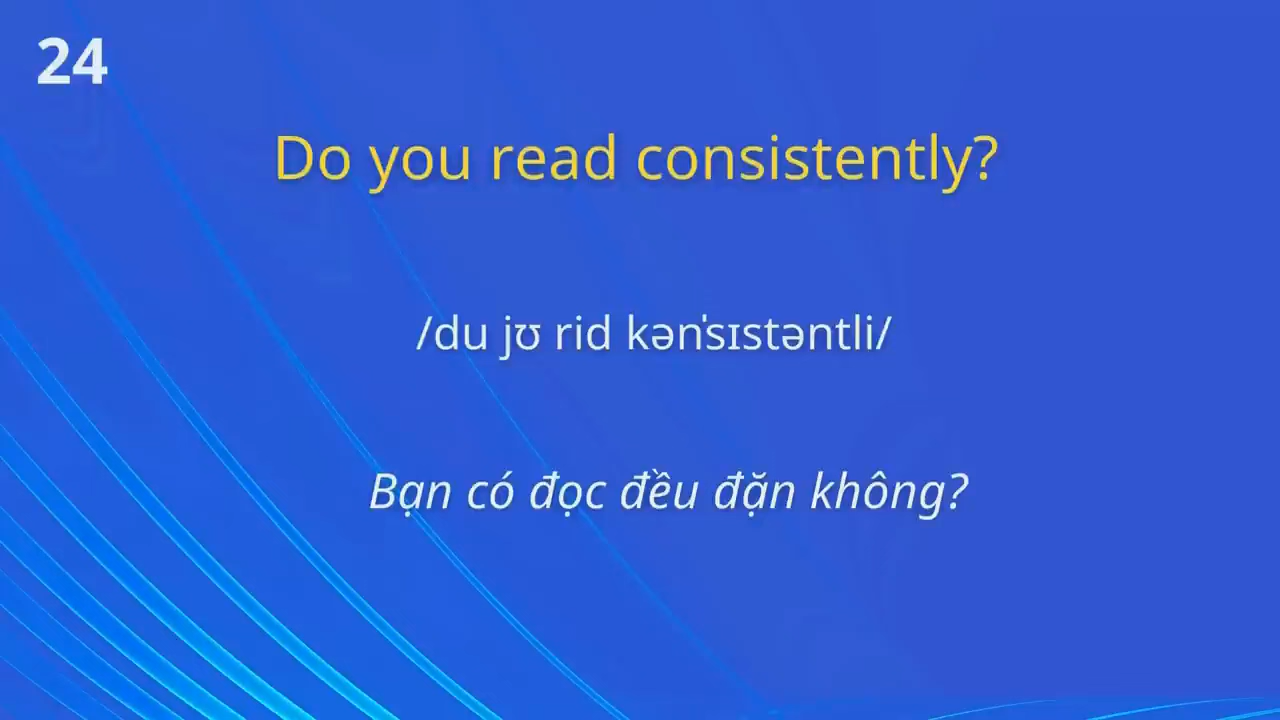 24
Do you read consistently?
/du jʊ rid kənˈsɪstəntli/
Bạn có đọc đều đặn không?